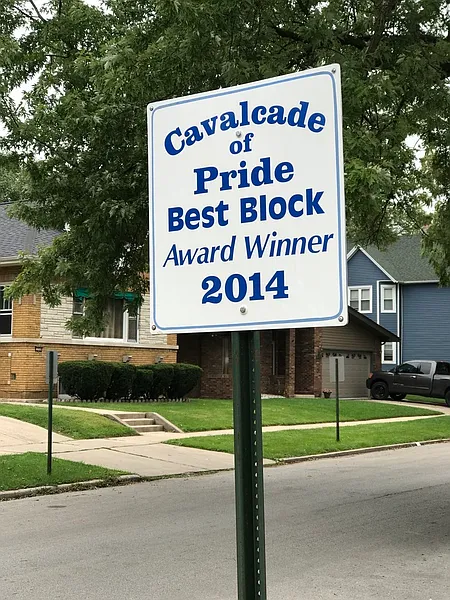 Cavalcade
of
Pride
Best Block
Award Winner
2014